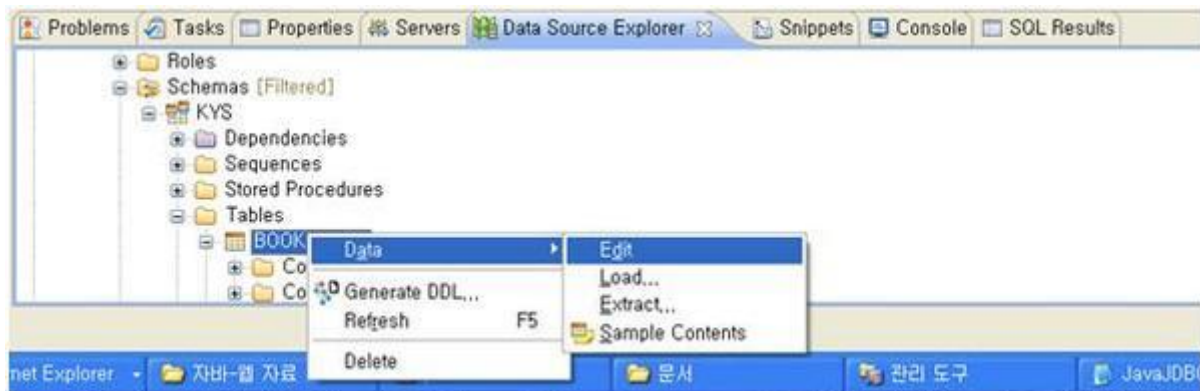 Problems Tasks Properties Servers Data Source Explorer Snippets Console SQL Results
Roles
Schemas [Filtered]
KYS
Dependencies
Sequences
Stored Procedures
Tables
BOOK
Co
Co
Data
Generate DDL...
Refresh F5
Delete
Edit
Load...
Extract...
Sample Contents
net Explorer 자바-웹 자료 문서 관리 도구 JavaJDB